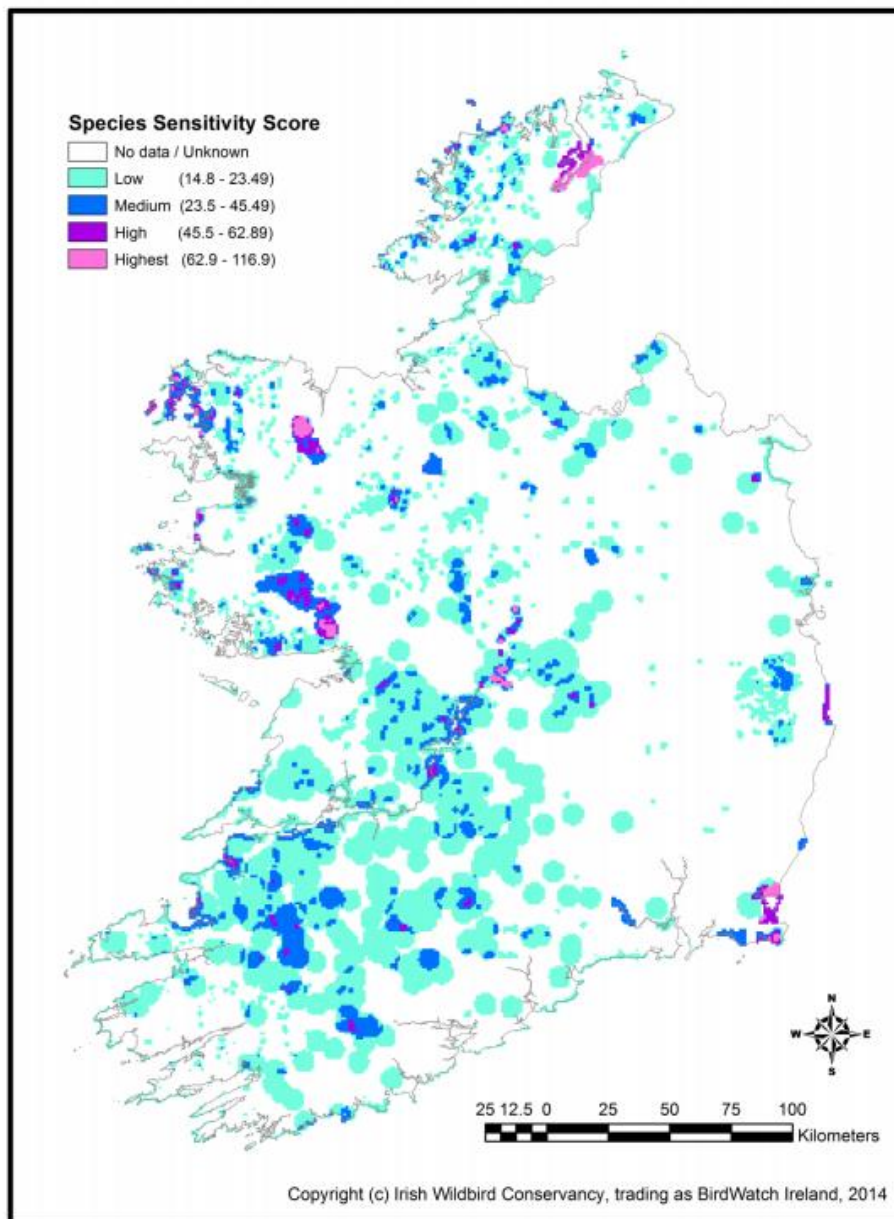 Species Sensitivity Score
No data / Unknown
Low (14.8 - 23.49)
Medium (23.5 - 45.49)
High (45.5 - 62.89)
Highest (62.9 - 116.9)
N
W E
S
25 12.5 0 25 50 75 100
Kilometers
Copyright (c) Irish Wildbird Conservancy, trading as BirdWatch Ireland, 2014